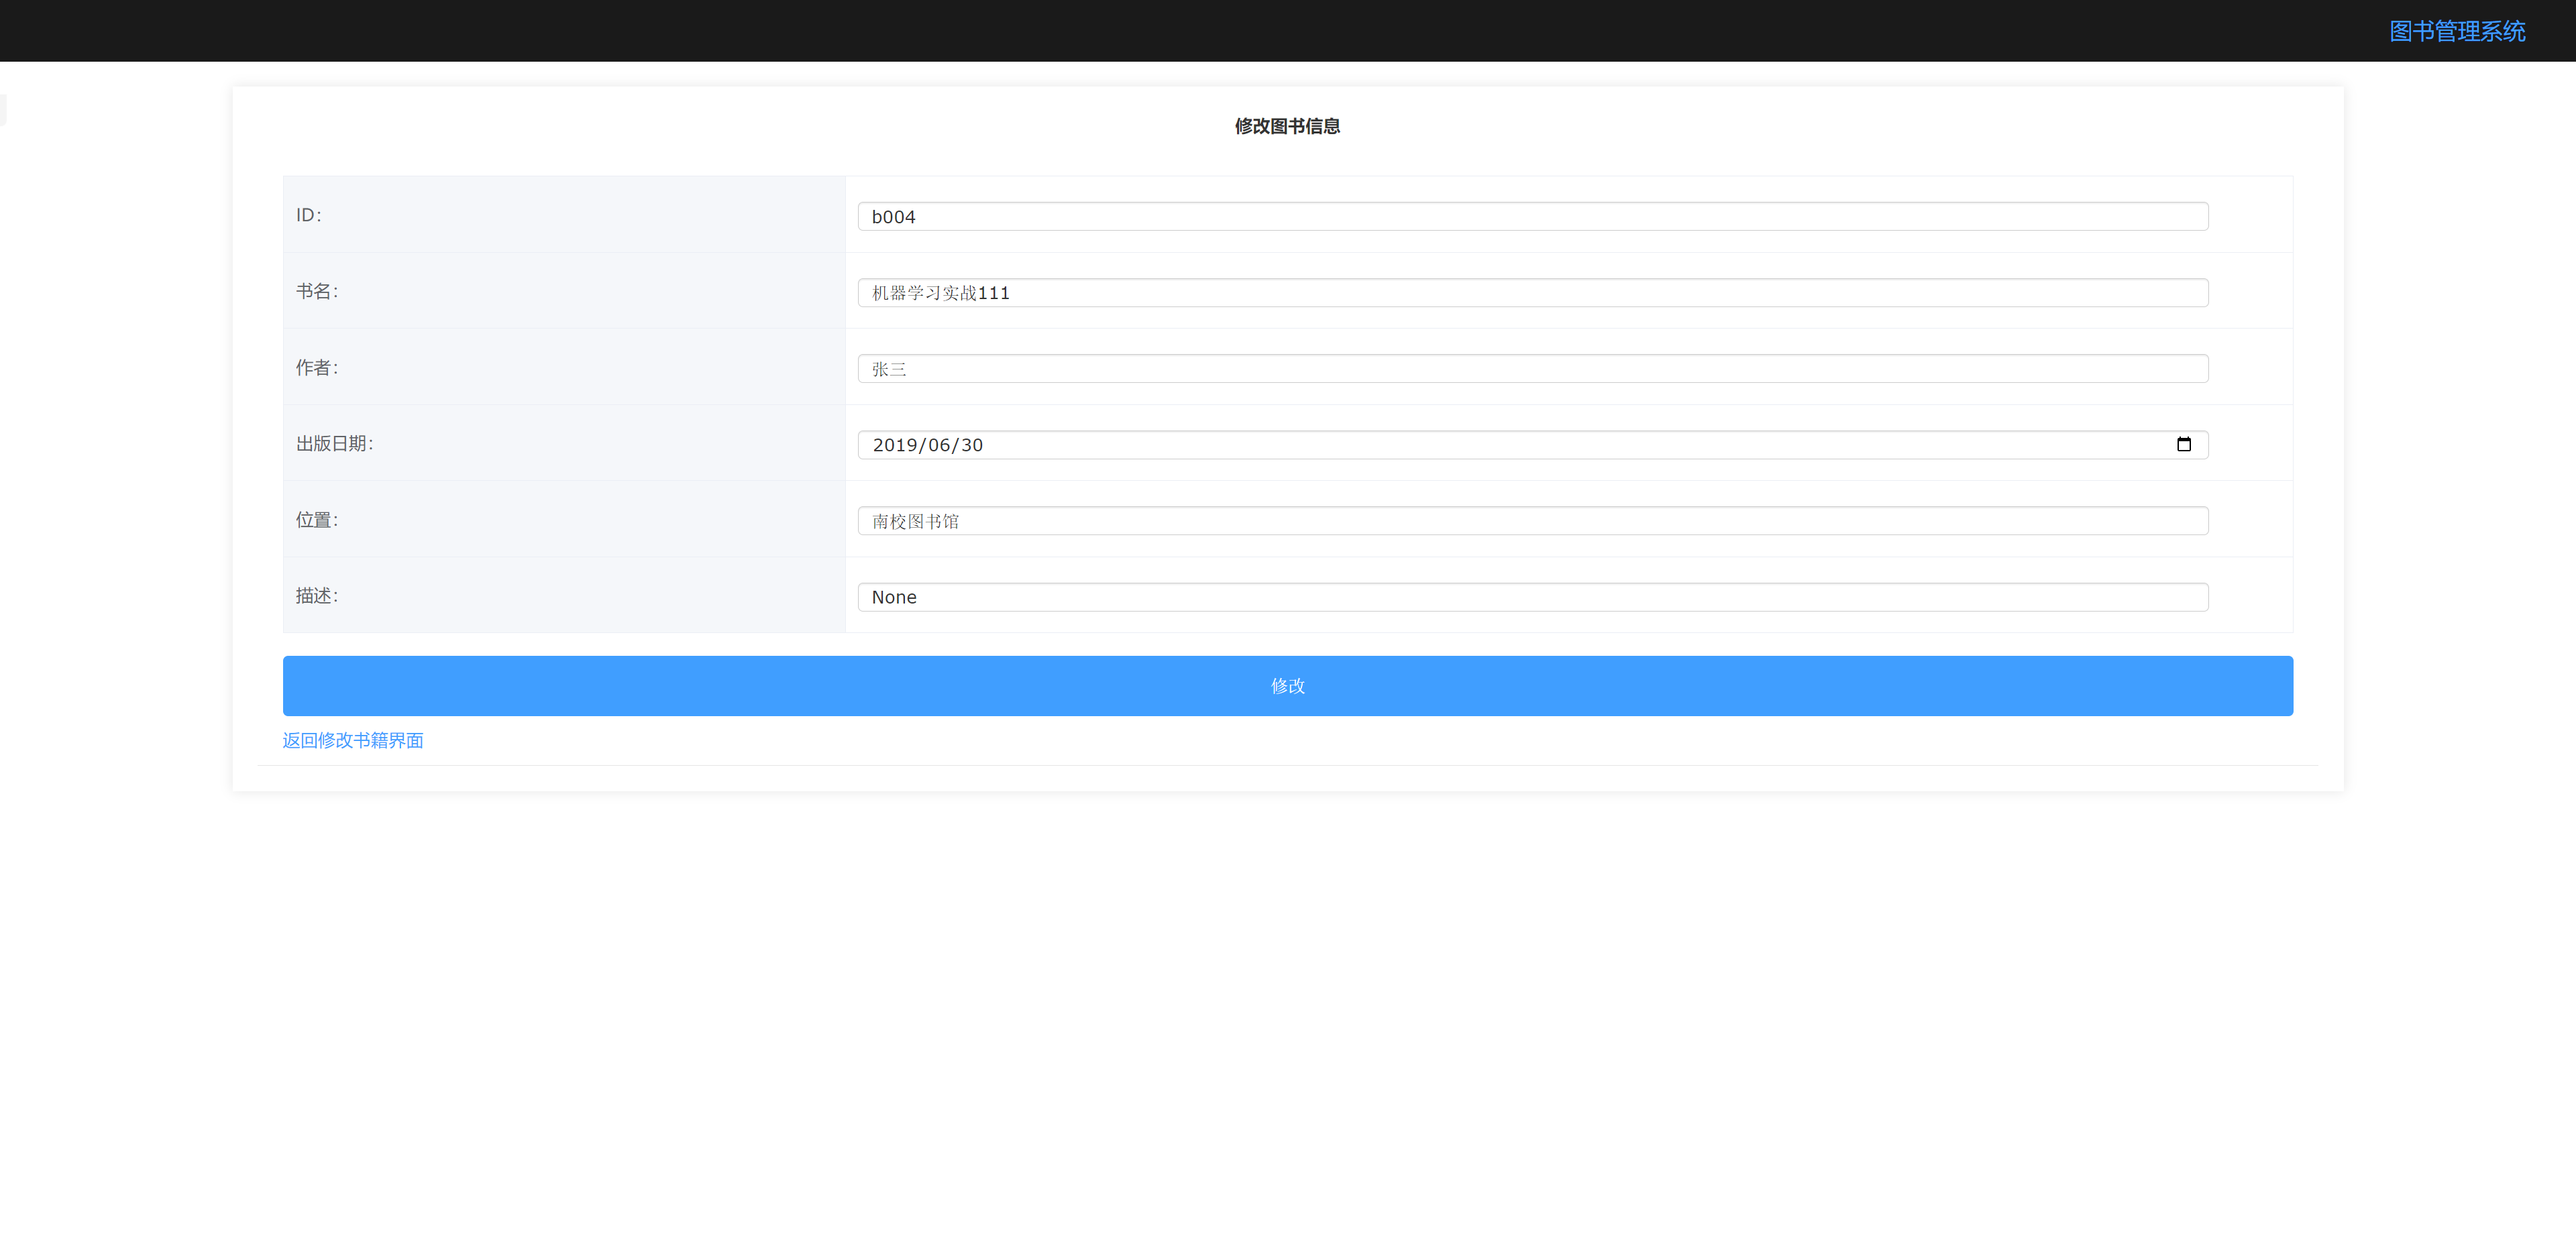 图书管理系统
修改图书信息
ID: b004
书名: 机器学习实战111
作者: 张三
出版日期: 2019/06/30
位置: 南校图书馆
描述: None
修改
返回修改书籍界面